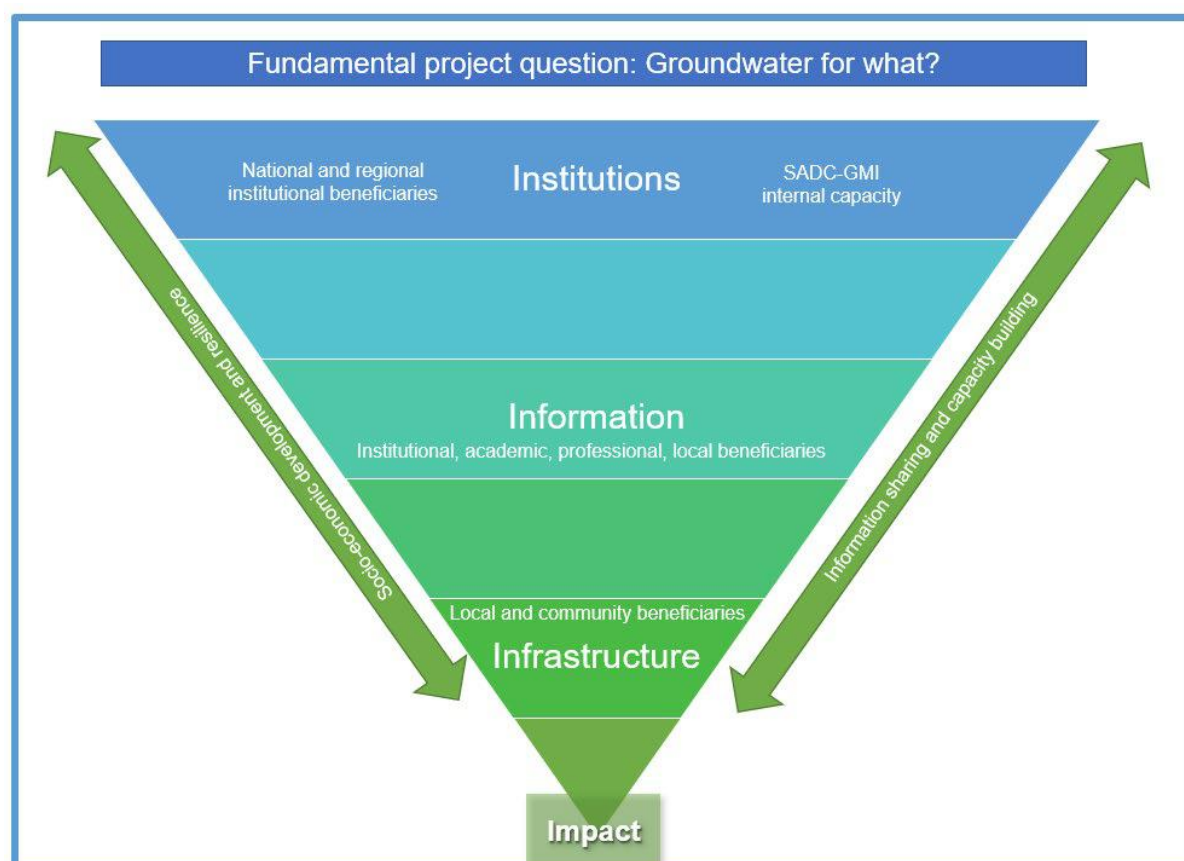 Fundamental project question: Groundwater for what?
National and regional
institutional beneficiaries
Institutions
SADC-GMI
internal capacity
Socio-economic development and resilience
Information sharing and capacity building
Information
Institutional, academic, professional, local beneficiaries
Local and community beneficiaries
Infrastructure
Impact